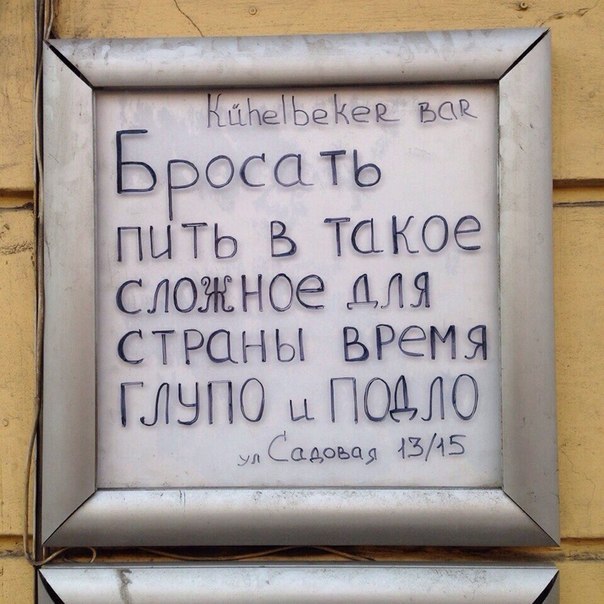 Kühelbeker BAR
Бросать
пить в такое
сложное для
страны время
глупо и подло
ул Садовая 13/15